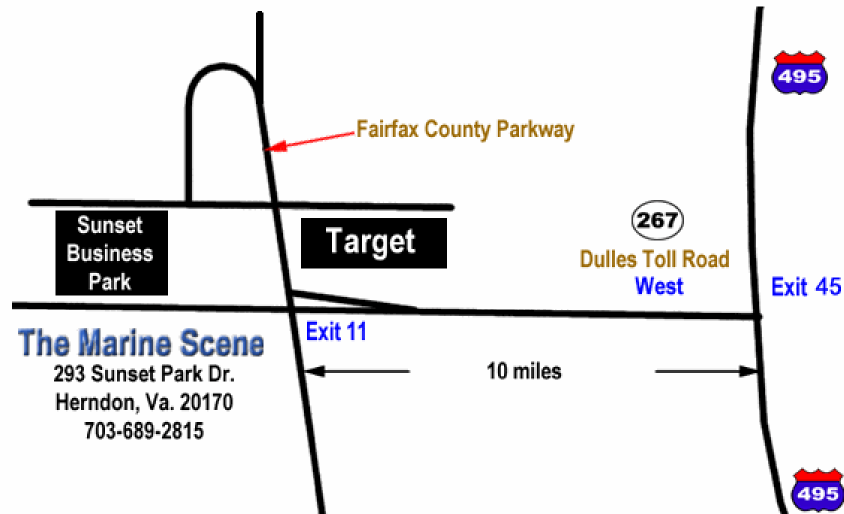 495
Fairfax County Parkway
Sunset
Business
Park
Target
267
Dulles Toll Road
West
Exit 45
Exit 11
The Marine Scene
293 Sunset Park Dr.
Herndon, Va. 20170
703-689-2815
10 miles
495